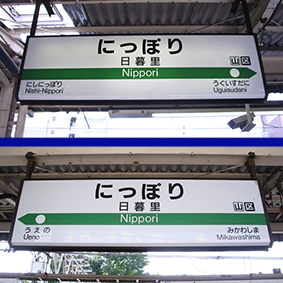 にっぽり
日暮里
山区
Nippori
にしにっぽり
Nishi-Nippori
うぐいすだに
Uguisudani
にっぽり
日暮里
山区
Nippori
うえの
Ueno
みかわしま
Mikawashima